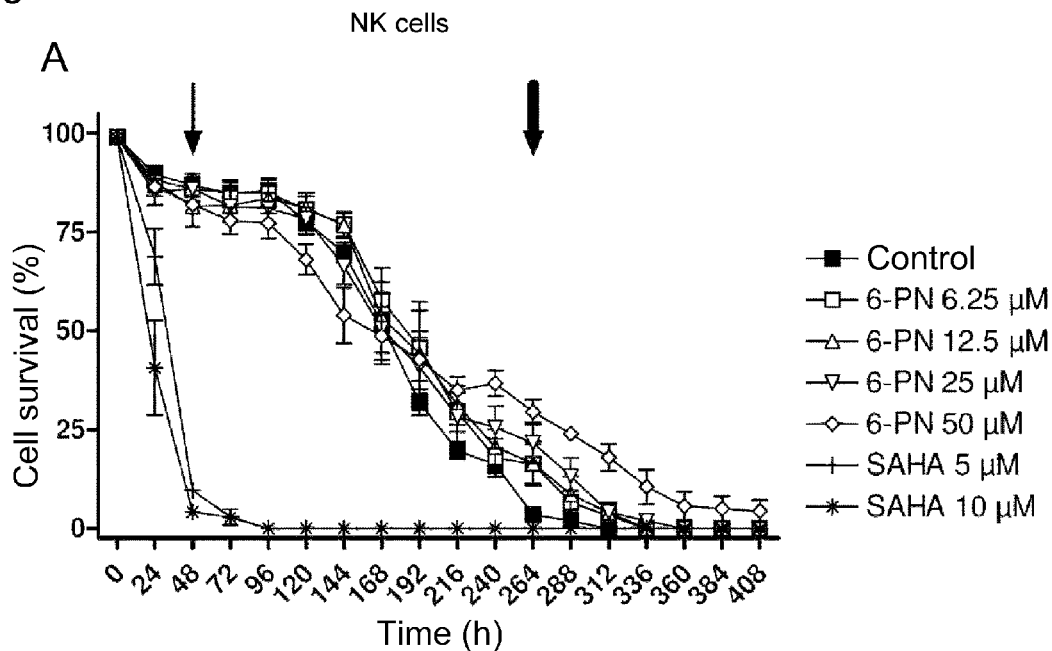 NK cells
A
Cell survival (%)
100
75
50
25
0
0 24 48 72 96 120 144 168 192 216 240 264 288 312 336 360 384 408
Time (h)
Control
6-PN 6.25 µM
6-PN 12.5 µM
6-PN 25 µM
6-PN 50 µM
SAHA 5 µM
SAHA 10 µM